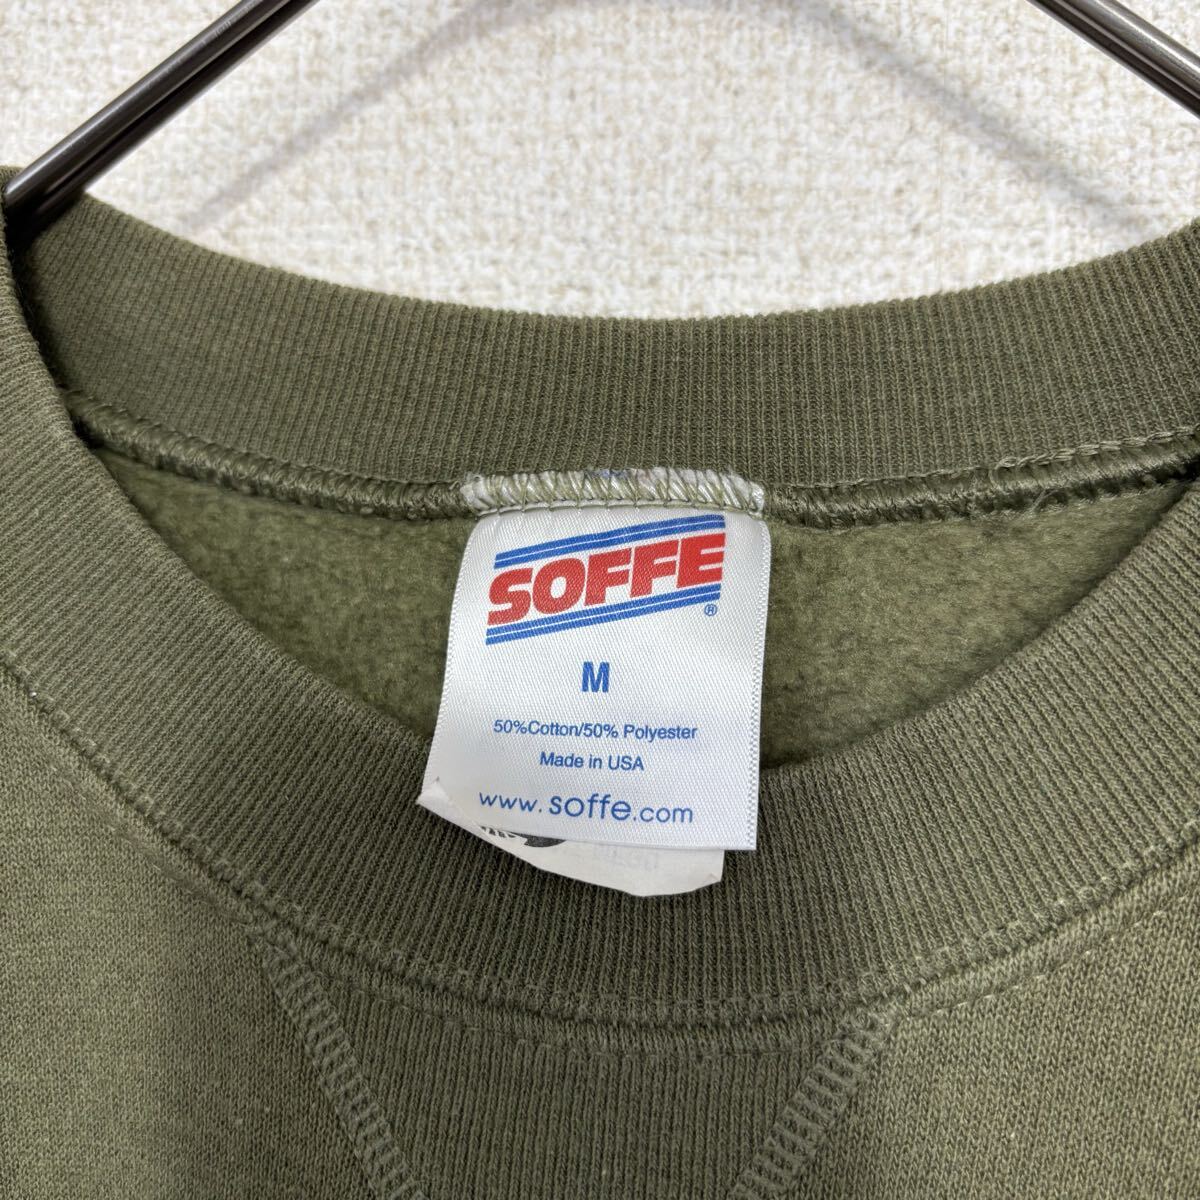 SOFFE®
M
50%Cotton/50% Polyester
Made in USA
www.soffe.com